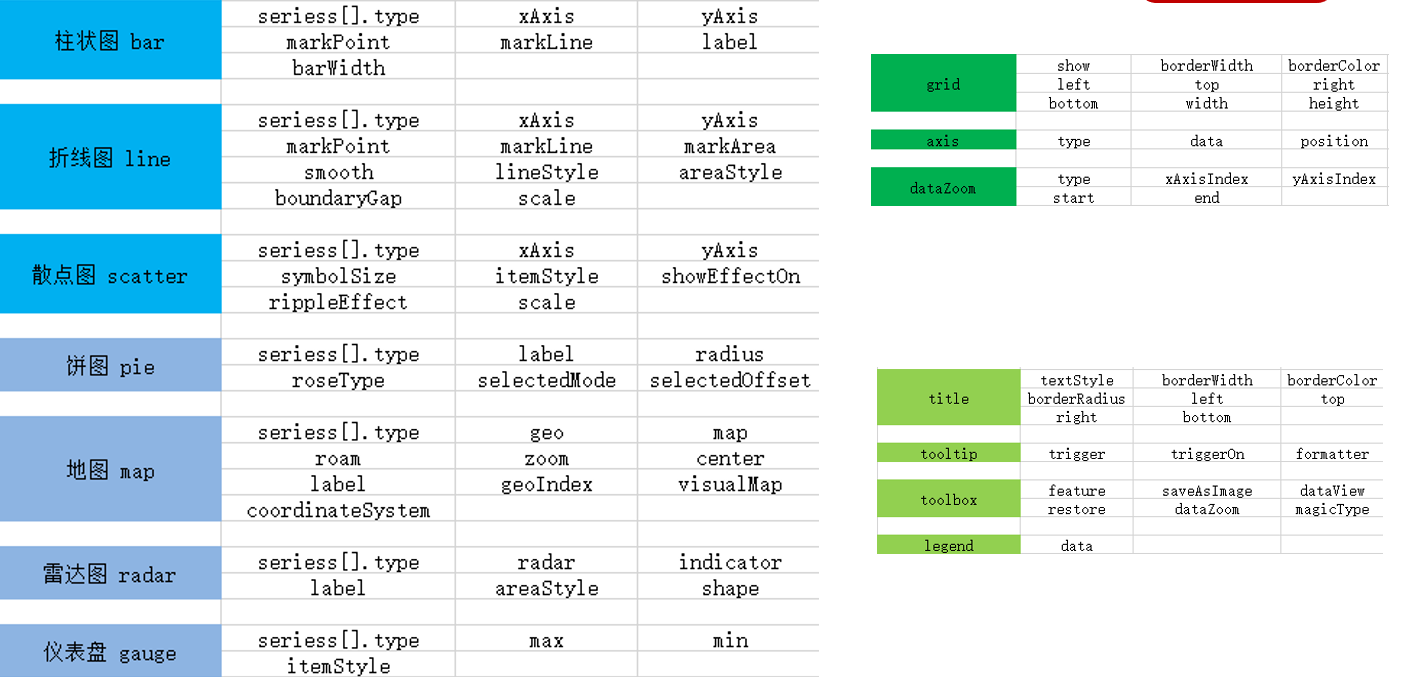 柱状图 bar
seriess[].type xAxis yAxis
markPoint markLine label
barWidth
折线图 line
seriess[].type xAxis yAxis
markPoint markLine markArea
smooth lineStyle areaStyle
boundaryGap scale
散点图 scatter
seriess[].type xAxis yAxis
symbolSize itemStyle showEffectOn
rippleEffect scale
饼图 pie
seriess[].type label radius
roseType selectedMode selectedOffset
地图 map
seriess[].type geo map
roam zoom center
label geoIndex visualMap
coordinateSystem
雷达图 radar
seriess[].type radar indicator
label areaStyle shape
仪表盘 gauge
seriess[].type max min
itemStyle
grid
show borderWidth borderColor
left top right
bottom width height
axis type data position
dataZoom
type xAxisIndex yAxisIndex
start end
title
textStyle borderWidth borderColor
borderRadius left top
right bottom
tooltip trigger triggerOn formatter
toolbox
feature saveAsImage dataView
restore dataZoom magicType
legend data